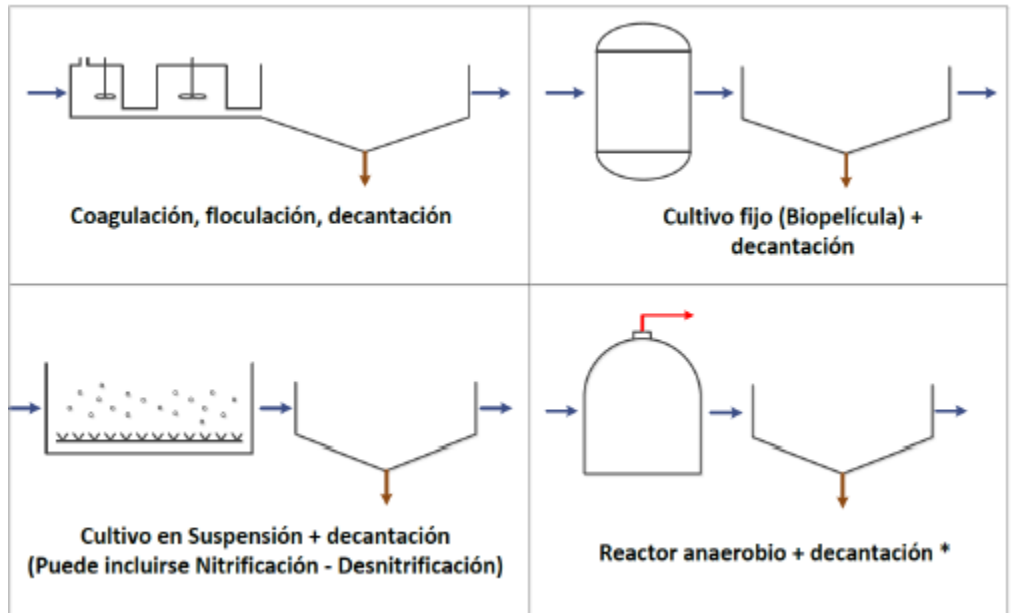 Coagulación, floculación, decantación
Cultivo fijo (Biopelícula) +
decantación
Cultivo en Suspensión + decantación
(Puede incluirse Nitrificación - Desnitrificación)
Reactor anaerobio + decantación *